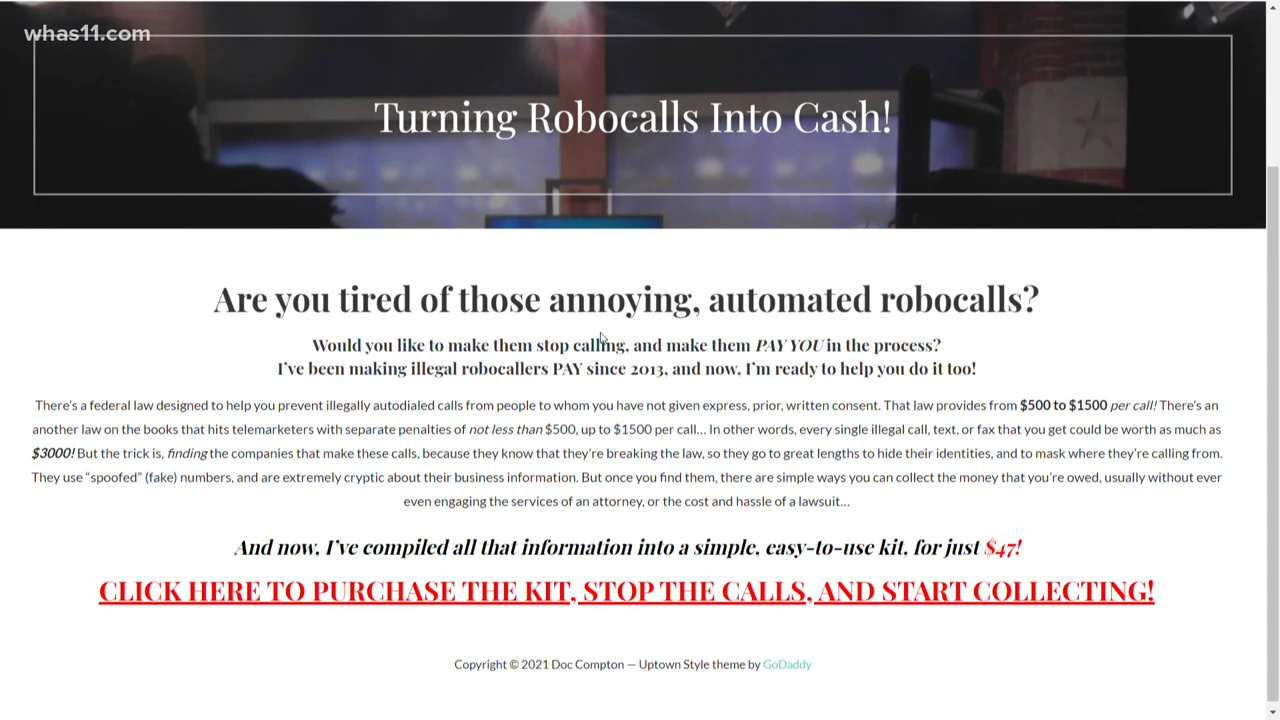 whas11.com
Turning Robocalls Into Cash!
Are you tired of those annoying, automated robocalls?
Would you like to make them stop calling, and make them PAY YOU in the process?
I've been making illegal robocallers PAY since 2013, and now, I'm ready to help you do it too!
There's a federal law designed to help you prevent illegally autodialed calls from people to whom you have not given express, prior, written consent. That law provides from $500 to $1500 per call! There's an
another law on the books that hits telemarketers with separate penalties of not less than $500, up to $1500 per call... In other words, every single illegal call, text, or fax that you get could be worth as much as
$3000! But the trick is, finding the companies that make these calls, because they know that they're breaking the law, so they go to great lengths to hide their identities, and to mask where they're calling from.
They use "spoofed" (fake) numbers, and are extremely cryptic about their business information. But once you find them, there are simple ways you can collect the money that you're owed, usually without ever
even engaging the services of an attorney, or the cost and hassle of a lawsuit...
And now, I've compiled all that information into a simple, easy-to-use kit, for just $47!
CLICK HERE TO PURCHASE THE KIT, STOP THE CALLS, AND START COLLECTING!
Copyright © 2021 Doc Compton — Uptown Style theme by GoDaddy